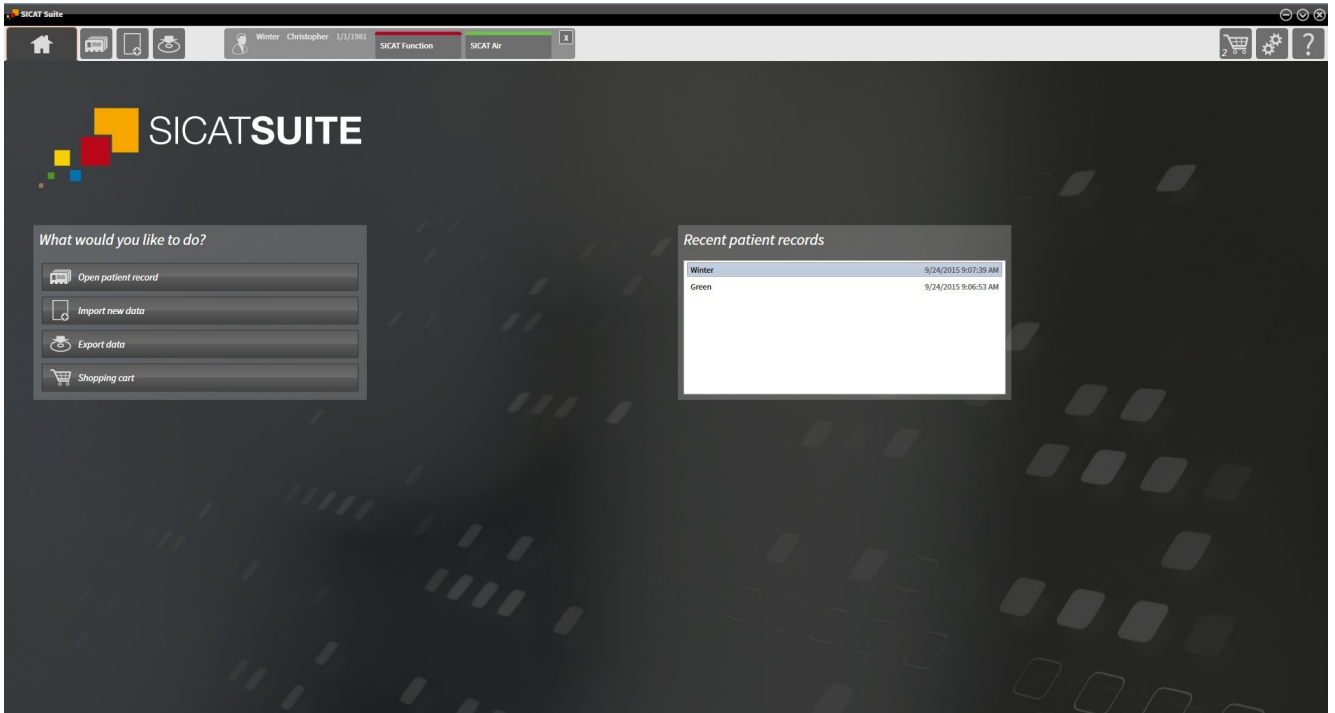 SICAT Suite
Winter Christopher 1/1/1981
SICAT Function
SICAT Air
X
2
?
SICATSUITE
What would you like to do?
Open patient record
Import new data
Export data
Shopping cart
Recent patient records
Winter 9/24/2015 9:07:39 AM
Green 9/24/2015 9:06:53 AM